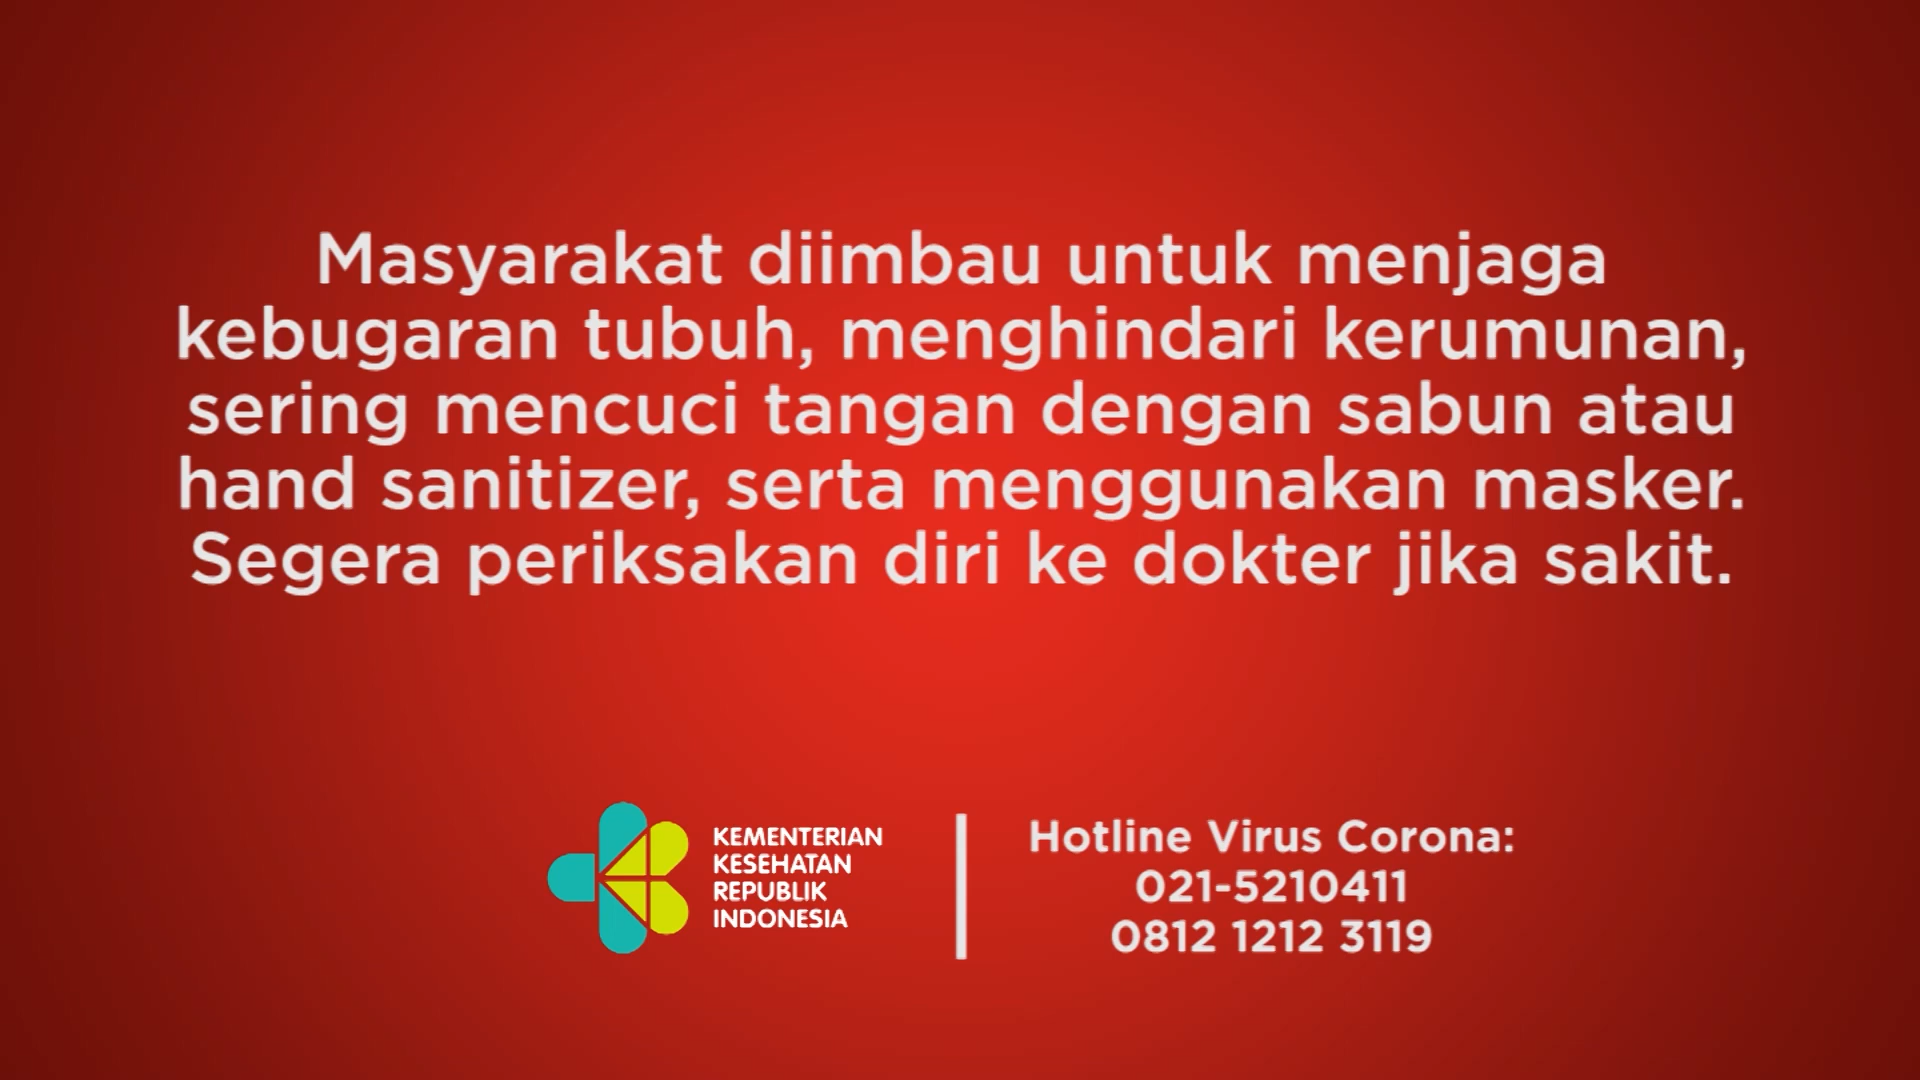 Masyarakat diimbau untuk menjaga
kebugaran tubuh, menghindari kerumunan,
sering mencuci tangan dengan sabun atau
hand sanitizer, serta menggunakan masker.
Segera periksakan diri ke dokter jika sakit.
KEMENTERIAN
KESEHATAN
REPUBLIK
INDONESIA
Hotline Virus Corona:
021-5210411
0812 1212 3119